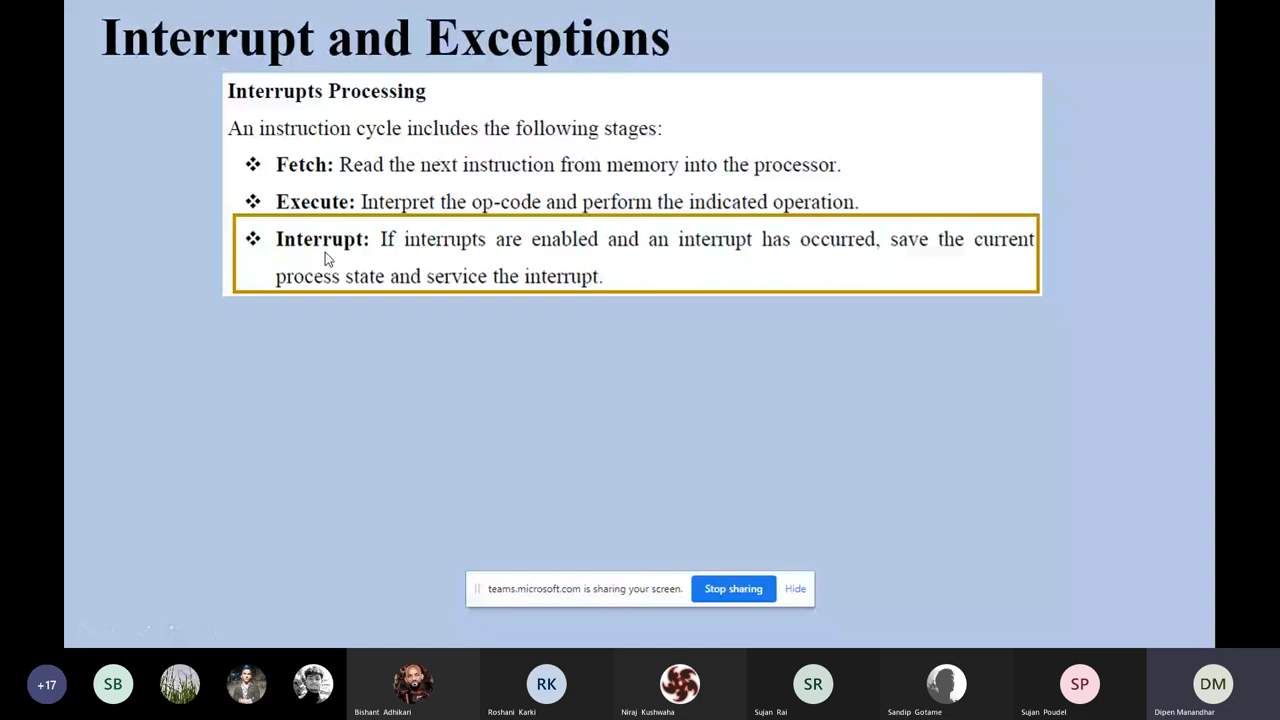 Interrupt and Exceptions
Interrupts Processing
An instruction cycle includes the following stages:
❖ Fetch: Read the next instruction from memory into the processor.
❖ Execute: Interpret the op-code and perform the indicated operation.
❖ Interrupt: If interrupts are enabled and an interrupt has occurred, save the current
process state and service the interrupt.
teams.microsoft.com is sharing your screen.
Stop sharing
Hide
+17
SB
RK
SR
SP
DM
Bishant Adhikari
Roshani Karki
Niraj Kushwaha
Sujan Rai
Sandip Gotame
Sujan Poudel
Dipen Manandhar